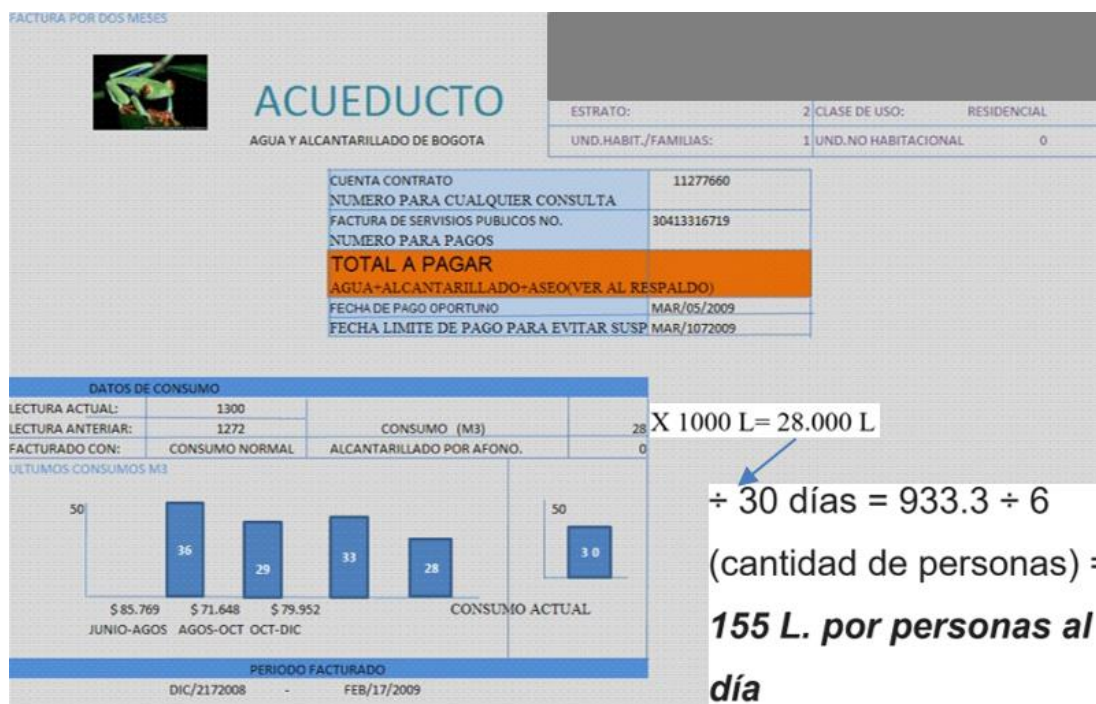 FACTURA POR DOS MESES
ACUEDUCTO
AGUA Y ALCANTARILLADO DE BOGOTA
ESTRATO: 2 CLASE DE USO: RESIDENCIAL
UND.HABIT./FAMILIAS: 1 UND.NO HABITACIONAL 0
CUENTA CONTRATO 11277660
NUMERO PARA CUALQUIER CONSULTA
FACTURA DE SERVISIOS PUBLICOS NO. 30413316719
NUMERO PARA PAGOS
TOTAL A PAGAR
AGUA+ALCANTARILLADO+ASEO(VER AL RESPALDO)
FECHA DE PAGO OPORTUNO MAR/05/2009
FECHA LIMITE DE PAGO PARA EVITAR SUSP MAR/1072009
DATOS DE CONSUMO
LECTURA ACTUAL: 1300
LECTURA ANTERIAR: 1272 CONSUMO (M3) 28 X 1000 L= 28.000 L
FACTURADO CON: CONSUMO NORMAL ALCANTARILLADO POR AFONO. 0
ULTUMOS CONSUMOS M3
50 36 29 33 28
50 3 0
$ 85.769 $ 71.648 $ 79.952 CONSUMO ACTUAL
JUNIO-AGOS AGOS-OCT OCT-DIC
PERIODO FACTURADO
DIC/2172008 - FEB/17/2009
÷ 30 días = 933.3 ÷ 6
(cantidad de personas) =
155 L. por personas al
día